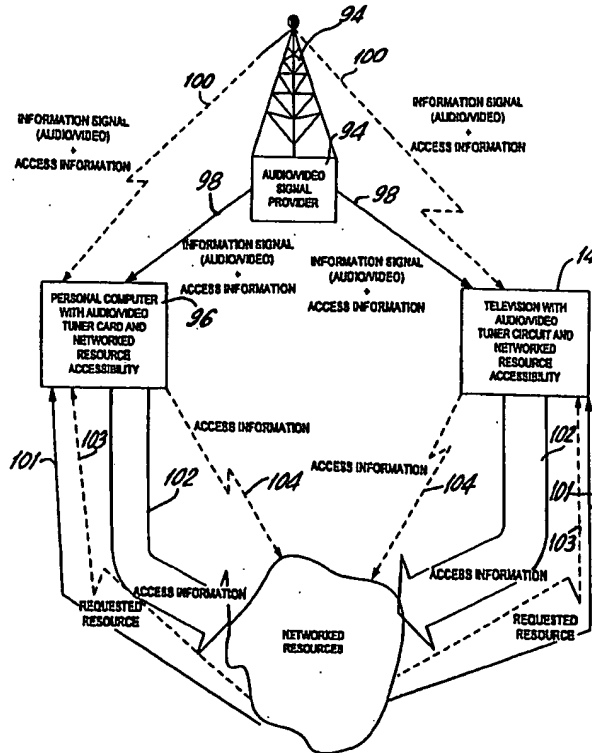 94
100
100
INFORMATION SIGNAL
(AUDIO/VIDEO)
+
ACCESS INFORMATION
INFORMATION SIGNAL
(AUDIO/VIDEO)
+
ACCESS INFORMATION
94
AUDIO/VIDEO
SIGNAL
PROVIDER
98
98
INFORMATION SIGNAL
(AUDIO/VIDEO)
+
ACCESS INFORMATION
INFORMATION SIGNAL
(AUDIO/VIDEO)
+
ACCESS INFORMATION
PERSONAL COMPUTER
WITH AUDIO/VIDEO
TUNER CARD AND
NETWORKED
RESOURCE
ACCESSIBILITY
96
14
TELEVISION WITH
AUDIO/VIDEO
TUNER CIRCUIT AND
NETWORKED
RESOURCE
ACCESSIBILITY
101
103
102
ACCESS INFORMATION
104
ACCESS INFORMATION
104
102
101
103
ACCESS INFORMATION
REQUESTED
RESOURCE
ACCESS INFORMATION
REQUESTED
RESOURCE
NETWORKED
RESOURCES